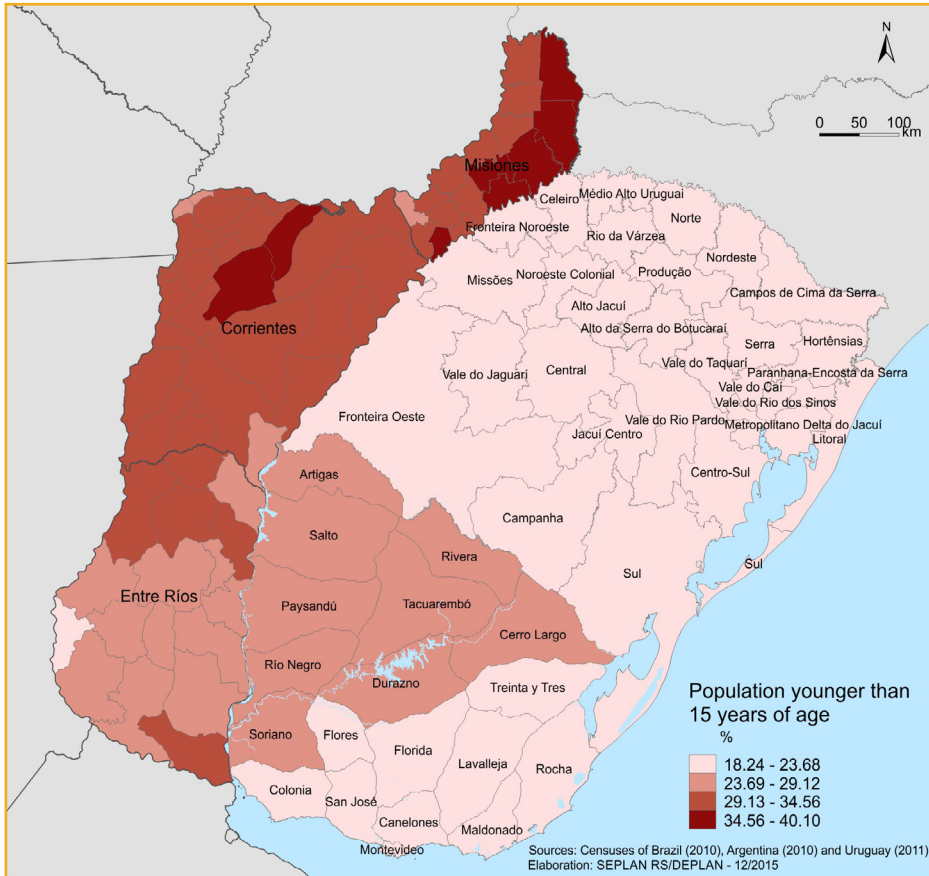 N
0 50 100
km
Misiones
Celeiro
Médio Alto Uruguai
Norte
Fronteira Noroeste
Rio da Várzea
Nordeste
Missões
Noroeste Colonial
Produção
Campos de Cima da Serra
Alto Jacuí
Corrientes
Alto da Serra do Botucaraí
Serra
Hortênsias
Vale do Taquarí
Vale do Jaguarí
Central
Paranhana-Encosta da Serra
Vale do Caí
Vale do Rio dos Sinos
Fronteira Oeste
Vale do Rio Pardo
Metropolitano Delta do Jacuí
Jacuí Centro
Litoral
Artigas
Centro-Sul
Campanha
Salto
Rivera
Sul
Sul
Entre Ríos
Paysandú
Tacuarembó
Cerro Largo
Río Negro
Durazno
Treinta y Tres
Soriano
Flores
Florida
Lavalleja
Rocha
Colonia
San José
Canelones
Maldonado
Montevideo
Population younger than
15 years of age
%
18.24 - 23.68
23.69 - 29.12
29.13 - 34.56
34.56 - 40.10
Sources: Censuses of Brazil (2010), Argentina (2010) and Uruguay (2011)
Elaboration: SEPLAN RS/DEPLAN - 12/2015